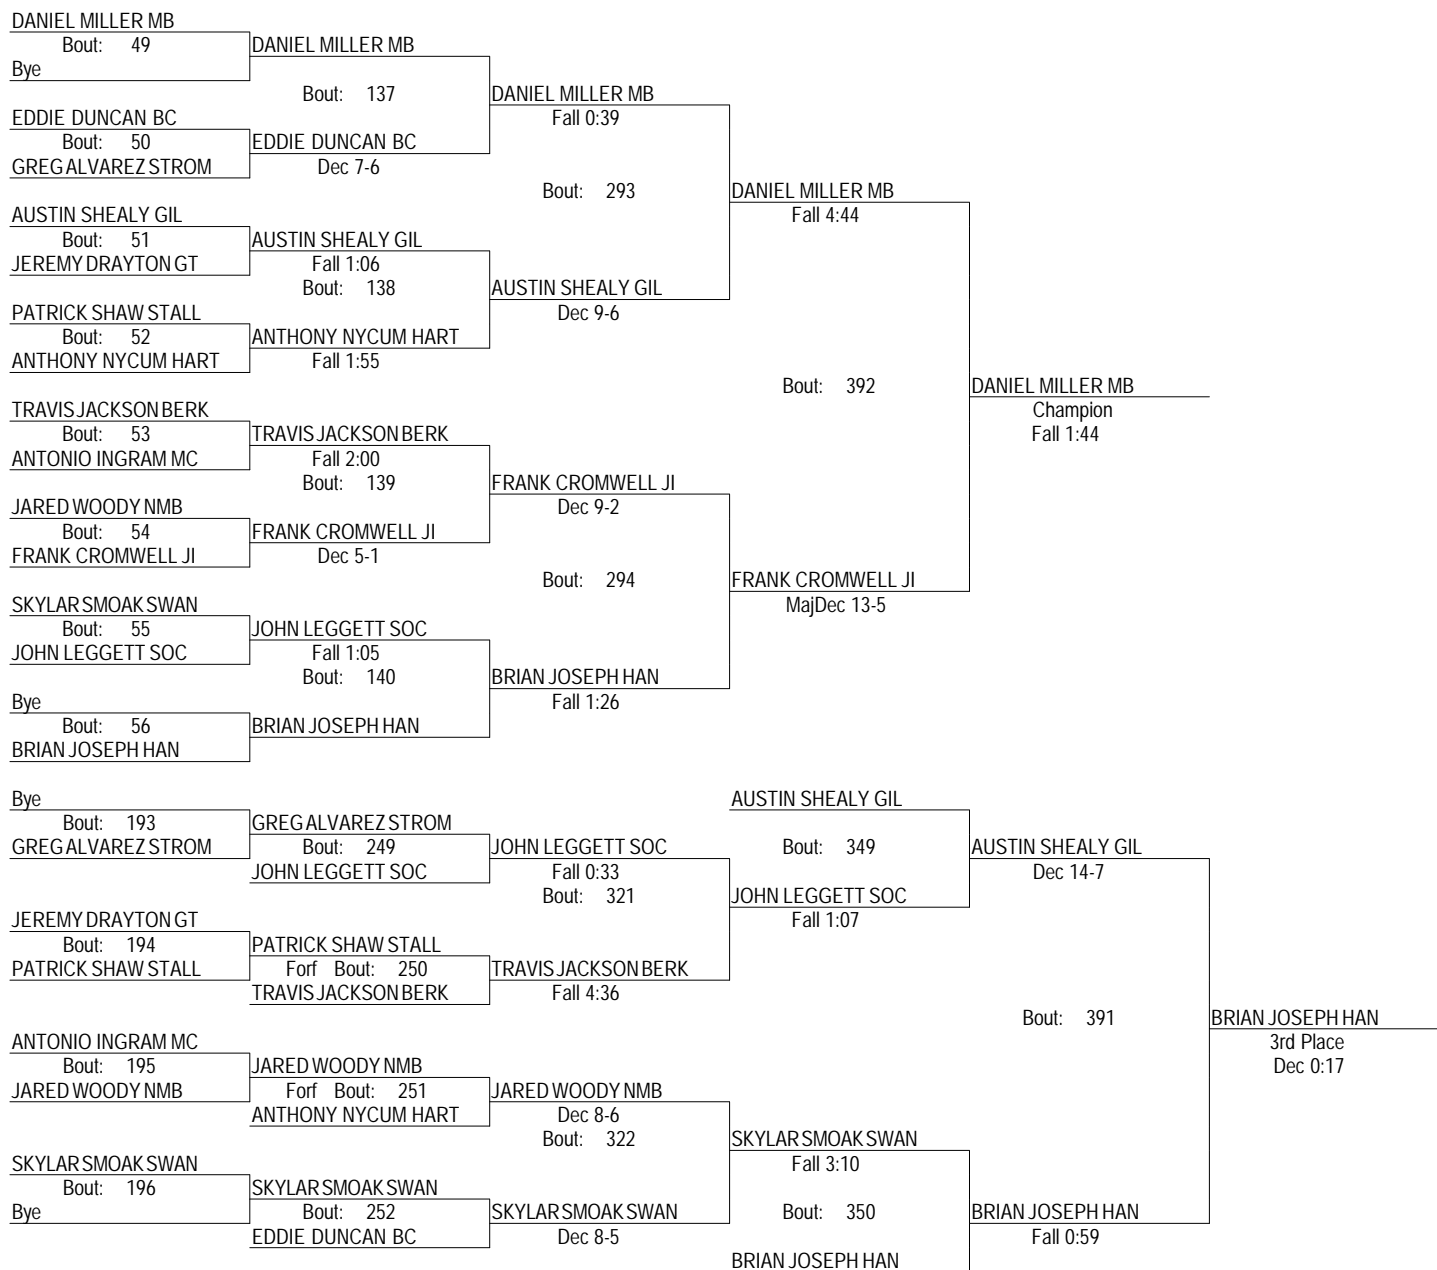 DANIEL MILLER MB
Bout: 49 DANIEL MILLER MB
Bye
Bout: 137 DANIEL MILLER MB
EDDIE DUNCAN BC Fall 0:39
Bout: 50 EDDIE DUNCAN BC
GREG ALVAREZ STROM Dec 7-6
Bout: 293 DANIEL MILLER MB
AUSTIN SHEALY GIL Fall 4:44
Bout: 51 AUSTIN SHEALY GIL
JEREMY DRAYTON GT Fall 1:06
Bout: 138 AUSTIN SHEALY GIL
PATRICK SHAW STALL Dec 9-6
Bout: 52 ANTHONY NYCUM HART
ANTHONY NYCUM HART Fall 1:55
Bout: 392 DANIEL MILLER MB
TRAVIS JACKSON BERK Champion
Bout: 53 TRAVIS JACKSON BERK Fall 1:44
ANTONIO INGRAM MC Fall 2:00
Bout: 139 FRANK CROMWELL JI
JARED WOODY NMB Dec 9-2
Bout: 54 FRANK CROMWELL JI
FRANK CROMWELL JI Dec 5-1
Bout: 294 FRANK CROMWELL JI
SKYLAR SMOAK SWAN MajDec 13-5
Bout: 55 JOHN LEGGETT SOC
JOHN LEGGETT SOC Fall 1:05
Bout: 140 BRIAN JOSEPH HAN
Bye Fall 1:26
Bout: 56 BRIAN JOSEPH HAN
BRIAN JOSEPH HAN
Bye AUSTIN SHEALY GIL
Bout: 193 GREG ALVAREZ STROM
GREG ALVAREZ STROM Bout: 249 JOHN LEGGETT SOC Bout: 349 AUSTIN SHEALY GIL
JOHN LEGGETT SOC Fall 0:33 Dec 14-7
Bout: 321 JOHN LEGGETT SOC
JEREMY DRAYTON GT Fall 1:07
Bout: 194 PATRICK SHAW STALL
PATRICK SHAW STALL Forf Bout: 250 TRAVIS JACKSON BERK
TRAVIS JACKSON BERK Fall 4:36
Bout: 391 BRIAN JOSEPH HAN
ANTONIO INGRAM MC 3rd Place
Bout: 195 JARED WOODY NMB Dec 0:17
JARED WOODY NMB Forf Bout: 251 JARED WOODY NMB
ANTHONY NYCUM HART Dec 8-6
Bout: 322 SKYLAR SMOAK SWAN
SKYLAR SMOAK SWAN Fall 3:10
Bout: 196 SKYLAR SMOAK SWAN
Bye Bout: 252 SKYLAR SMOAK SWAN Bout: 350 BRIAN JOSEPH HAN
EDDIE DUNCAN BC Dec 8-5 Fall 0:59
BRIAN JOSEPH HAN